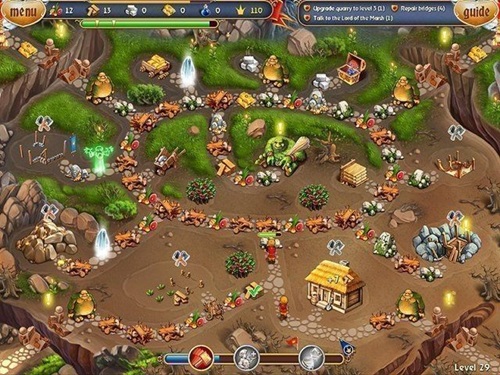 menu
12
13
0
0
110
Upgrade quarry to level 3 (1)
Repair bridges (4)
Talk to the Lord of the Marsh (1)
guide
Level 29